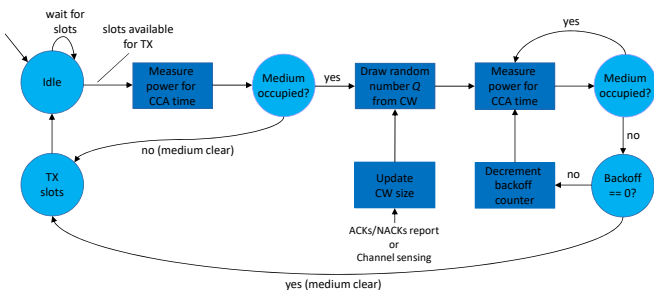 wait for
slots
slots available
for TX
yes
Idle
Measure
power for
CCA time
Medium
occupied?
yes
Draw random
number Q
from CW
Measure
power for
CCA time
Medium
occupied?
no (medium clear)
no
TX
slots
Update
CW size
Decrement
backoff
counter
no
Backoff
== 0?
ACKs/NACKs report
or
Channel sensing
yes (medium clear)